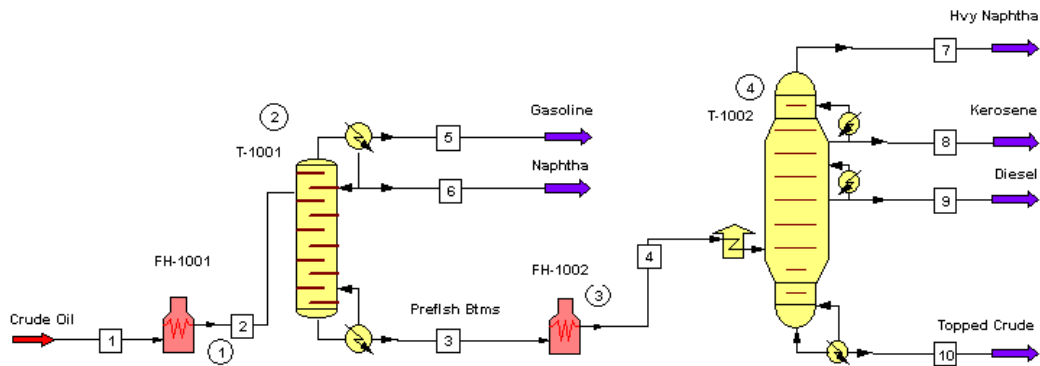 Hvy Naphtha
7
4
T-1002
Gasoline
2
T-1001
5
Kerosene
8
Naphtha
6
Diesel
9
FH-1001
4
FH-1002
3
Crude Oil
1
2
1
Preflsh Btms
3
Topped Crude
10